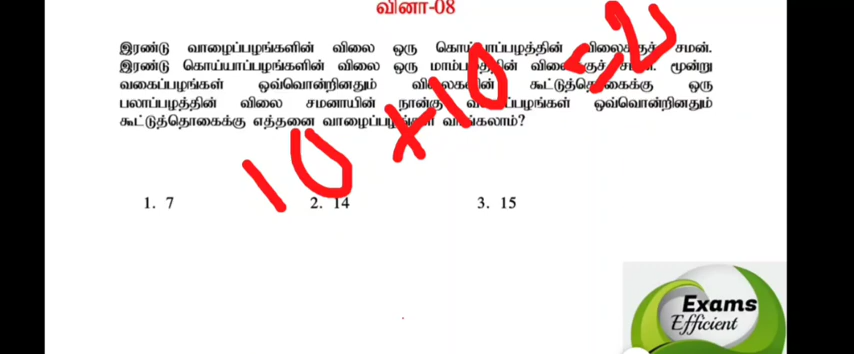 வினா-08
இரண்டு வாழைப்பழங்களின் விலை ஒரு கொய்யாப்பழத்தின் விலைக்குச் சமன்.
இரண்டு கொய்யாப்பழங்களின் விலை ஒரு மாம்பழத்தின் விலைக்குச் சமன். மூன்று
வகைப்பழங்கள் ஒவ்வொன்றினதும் விலைகளின் கூட்டுத்தொகைக்கு ஒரு
பலாப்பழத்தின் விலை சமனாயின் நான்கு வகைப்பழங்கள் ஒவ்வொன்றினதும்
கூட்டுத்தொகைக்கு எத்தனை வாழைப்பழங்கள் வாங்கலாம்?
10 + 10 = 2
1. 7 2. 14 3. 15
Exams
Efficient